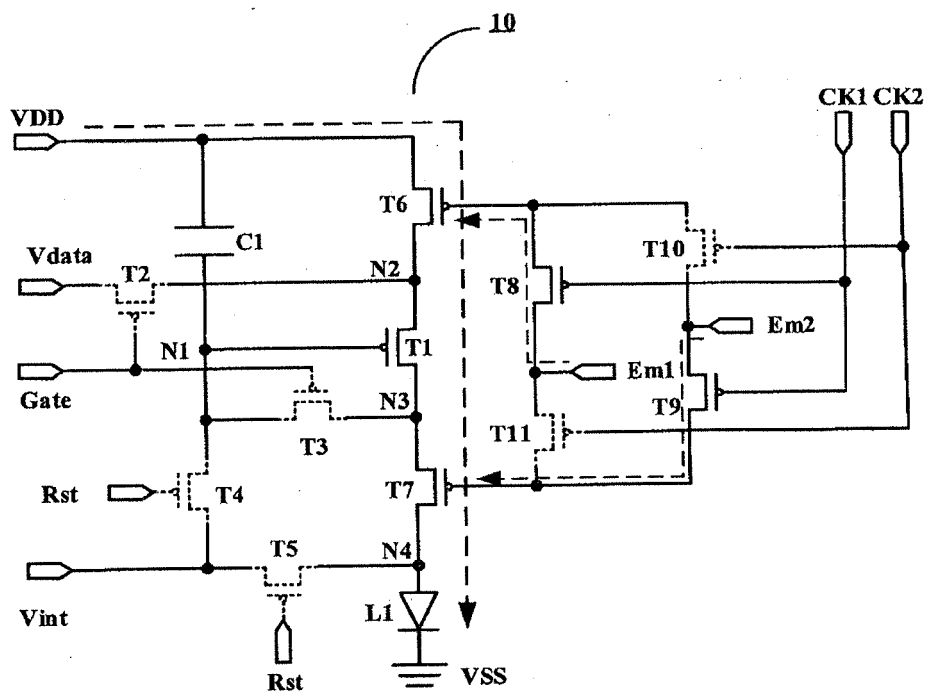 10
CK1 CK2
VDD
T6
C1
T10
Vdata
T2
N2
T8
Em2
N1
T1
Em1
Gate
N3
T9
T3
T11
Rst
T4
T7
T5
N4
Vint
L1
Rst
VSS